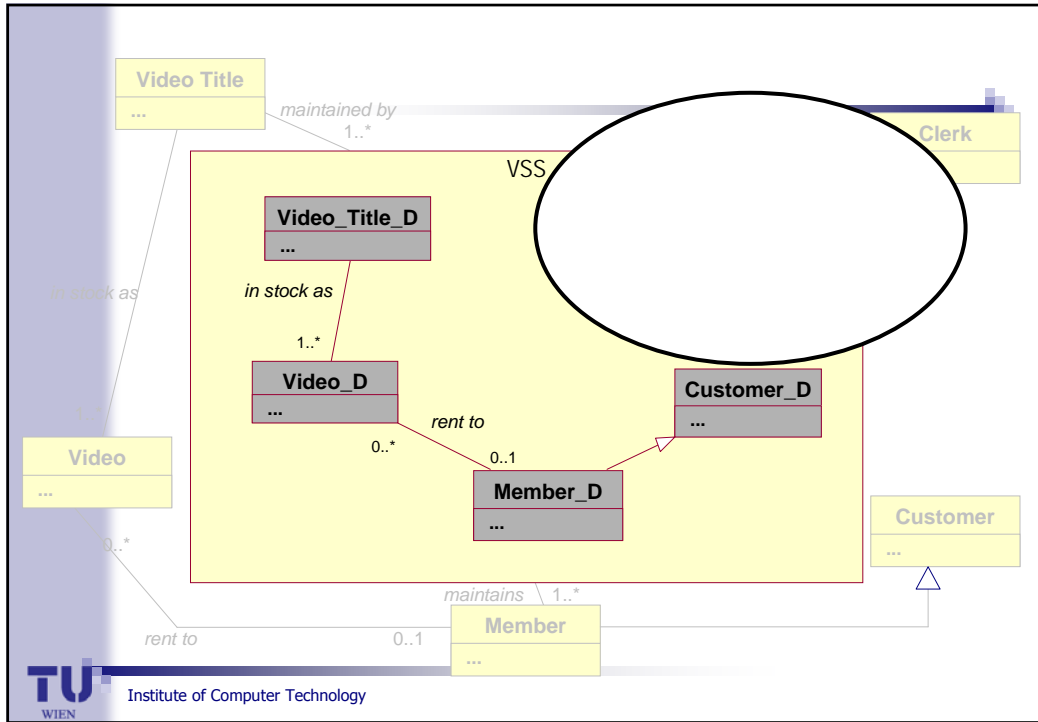 Video Title
...
maintained by
1..*
Clerk
VSS
Video_Title_D
...
in stock as
in stock as
1..*
Video_D
...
Customer_D
...
rent to
0..*
0..1
Video
...
Member_D
...
Customer
...
0..*
maintains 1..*
Member
...
rent to
0..1
TU
WIEN
Institute of Computer Technology